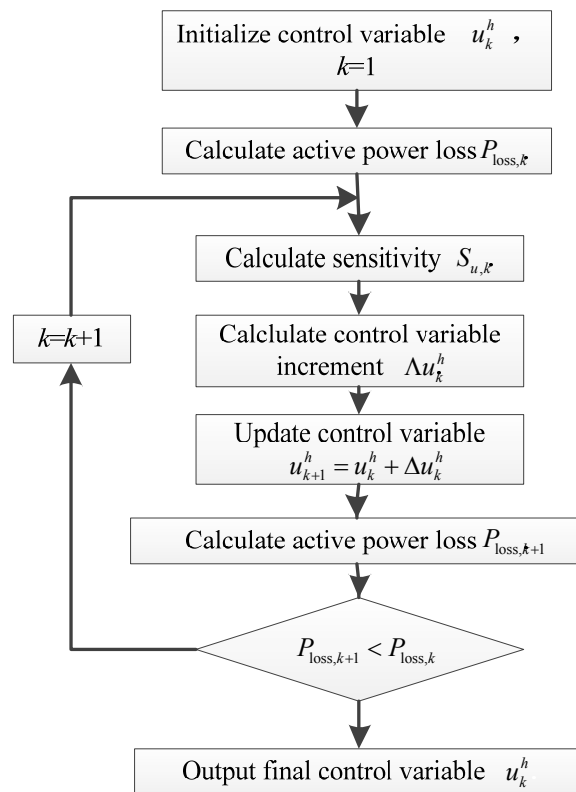 Initialize control variable u_k^h ,
k=1
Calculate active power loss P_loss,k
Calculate sensitivity S_u,k
k=k+1
Calclulate control variable
increment Λu_k^h
Update control variable
u_{k+1}^h = u_k^h + Δu_k^h
Calculate active power loss P_loss,k+1
P_loss,k+1 < P_loss,k
Output final control variable u_k^h